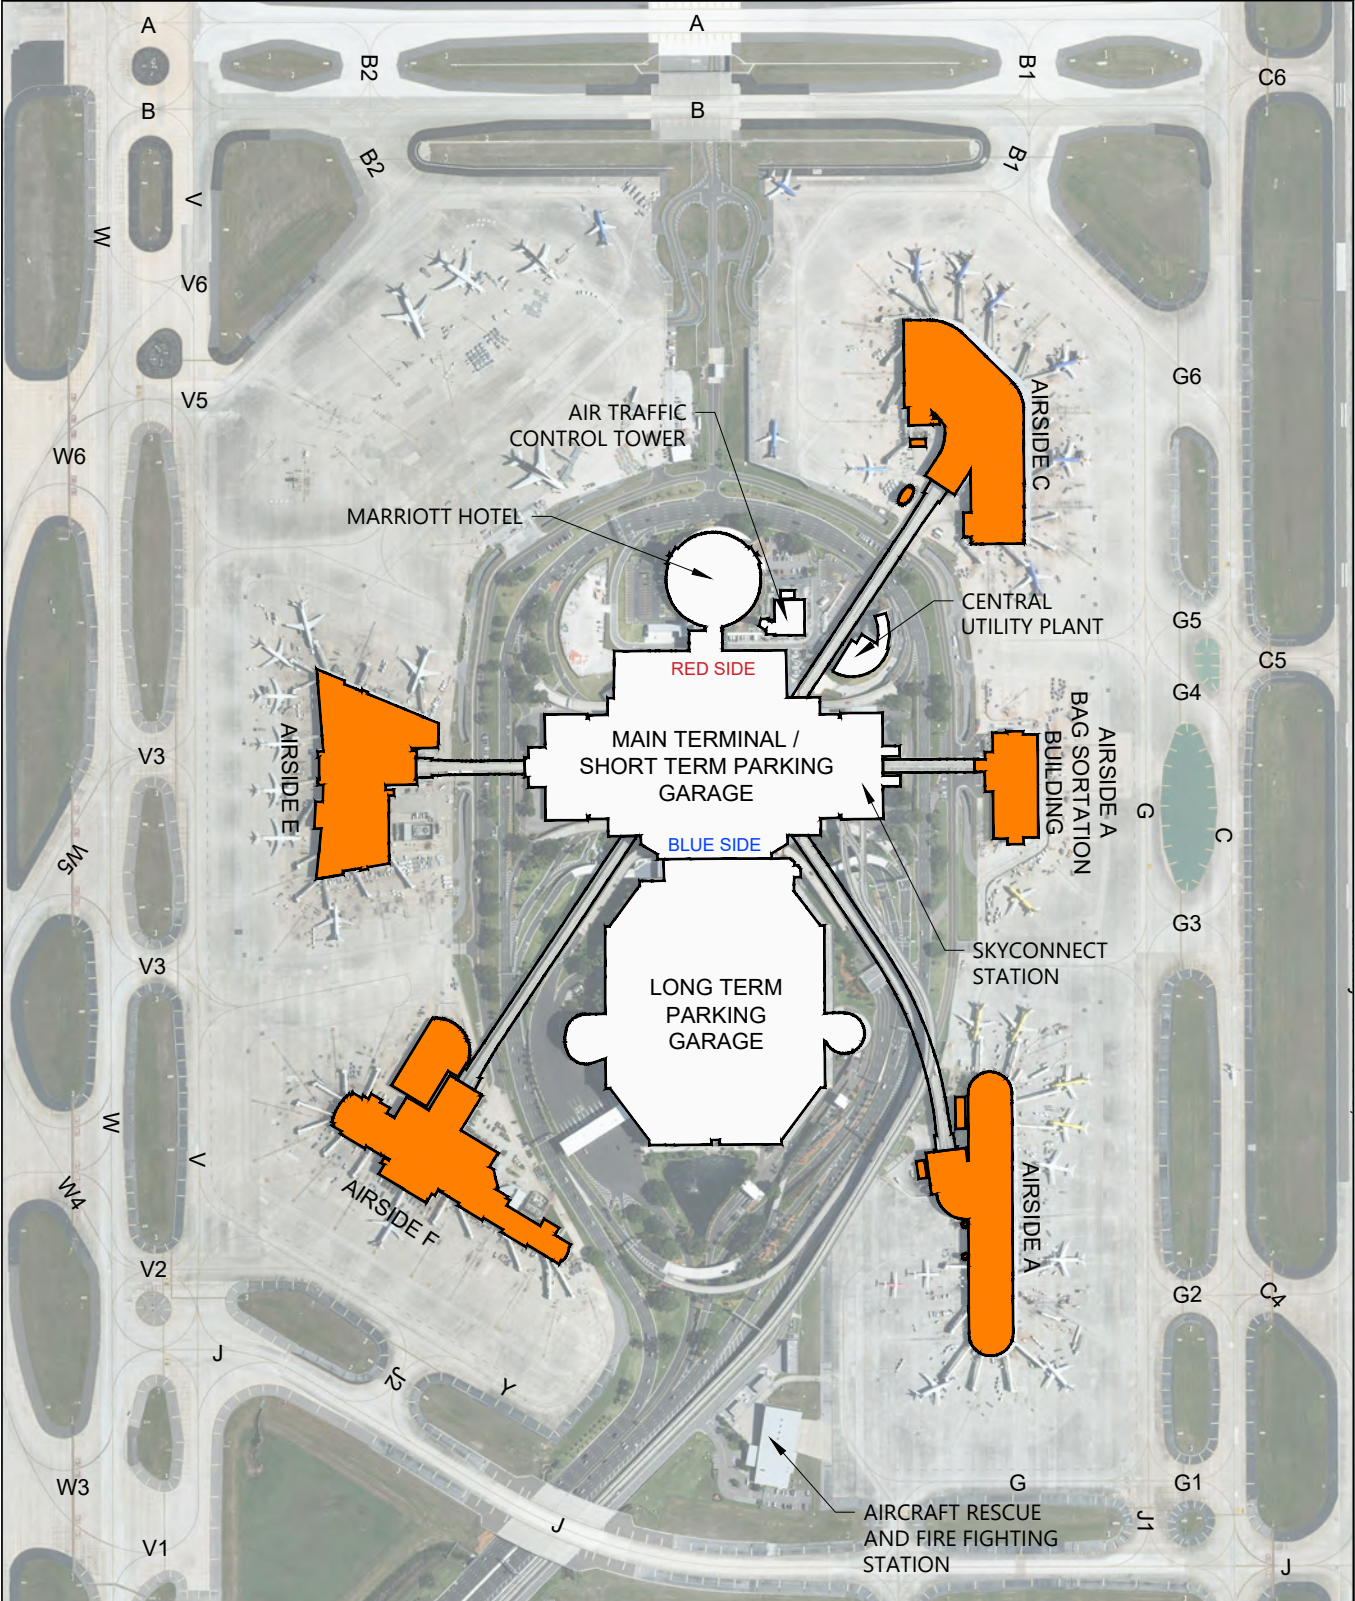 A
A
B2
B1
C6
B
B
B2
B1
V
W
V6
G6
V5
AIRSIDE C
AIR TRAFFIC
CONTROL TOWER
W6
MARRIOTT HOTEL
CENTRAL
UTILITY PLANT
G5
C5
RED SIDE
G4
AIRSIDE A
BAG SORTATION
BUILDING
MAIN TERMINAL /
SHORT TERM PARKING
GARAGE
V3
AIRSIDE E
G
C
BLUE SIDE
W5
G3
SKYCONNECT
STATION
V3
LONG TERM
PARKING
GARAGE
W
V
W4
AIRSIDE F
AIRSIDE A
V2
G2
C4
J
J2
Y
W3
G
G1
AIRCRAFT RESCUE
AND FIRE FIGHTING
STATION
J
J1
V1
J